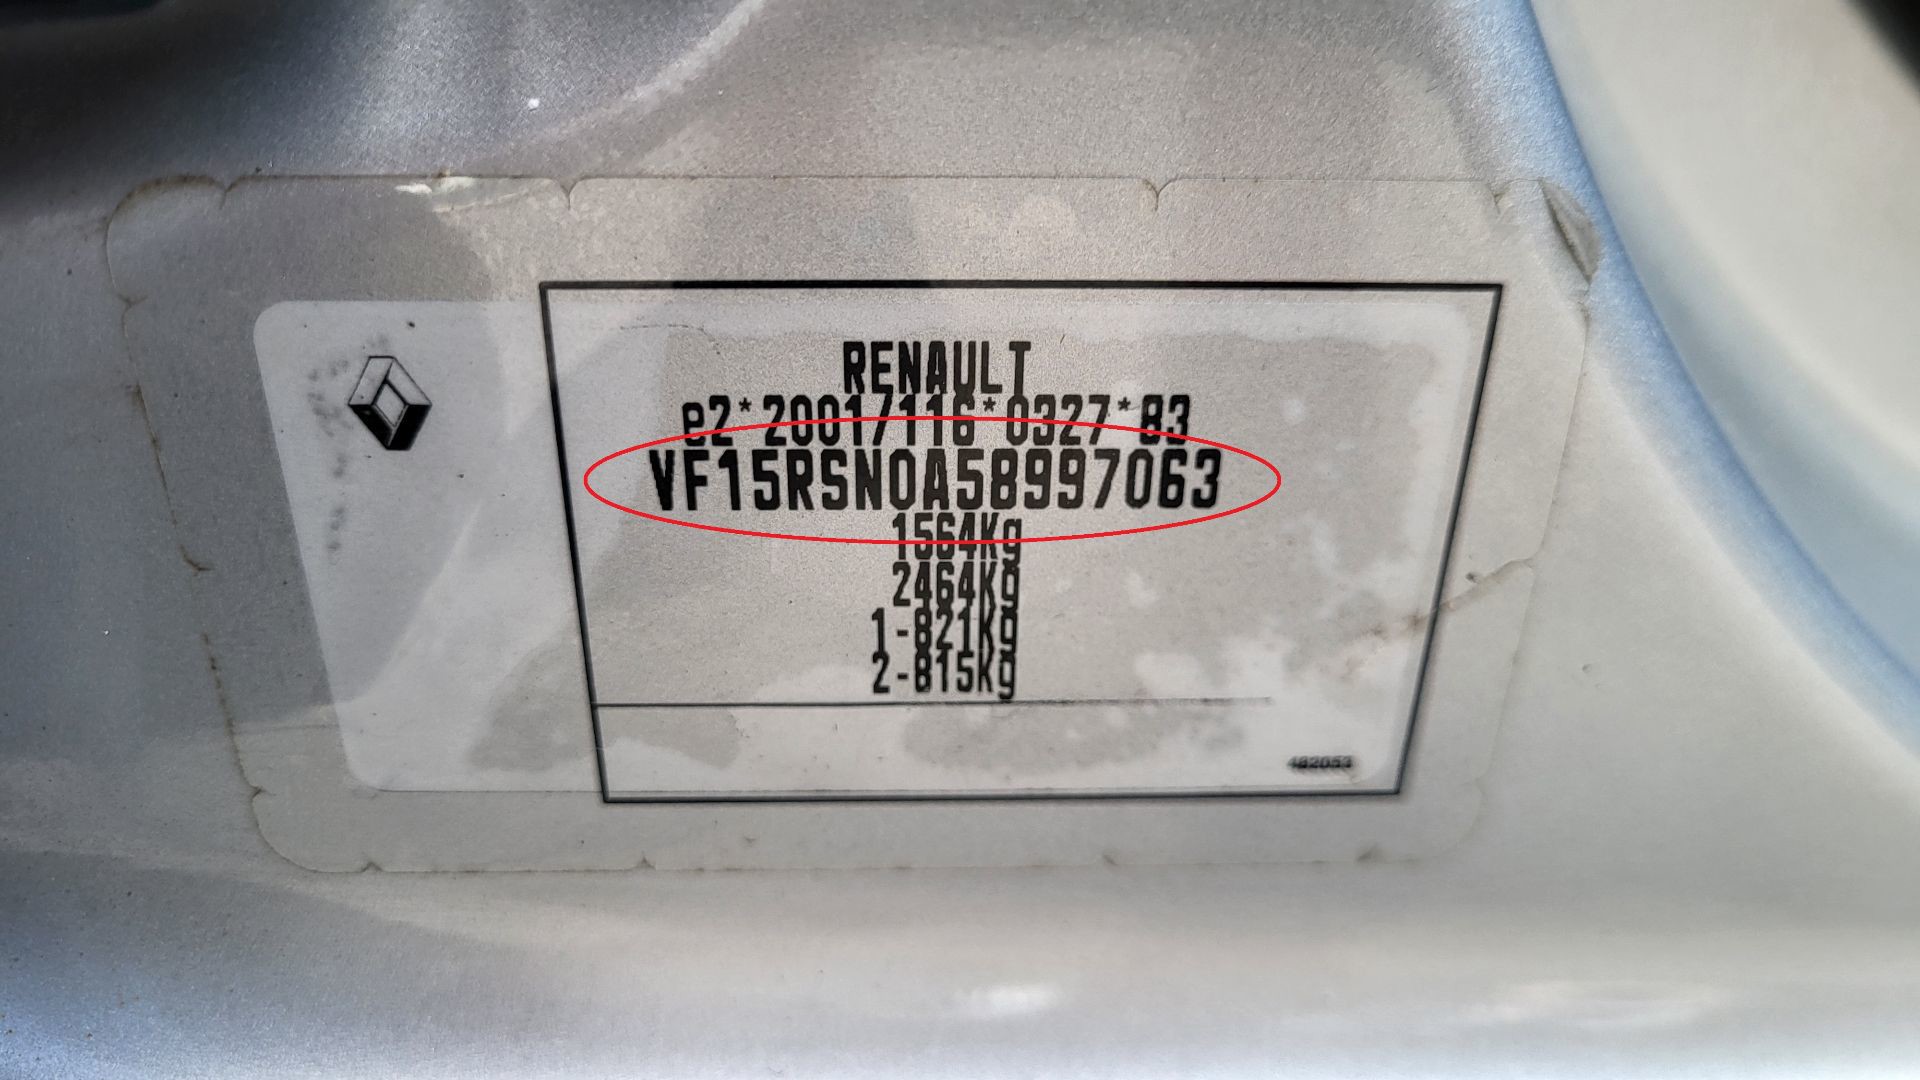 RENAULT
e2*2001/116*0327*83
VF15RSN0A58997063
1564Kg
2464Kg
1-821Kg
2-815Kg
482053